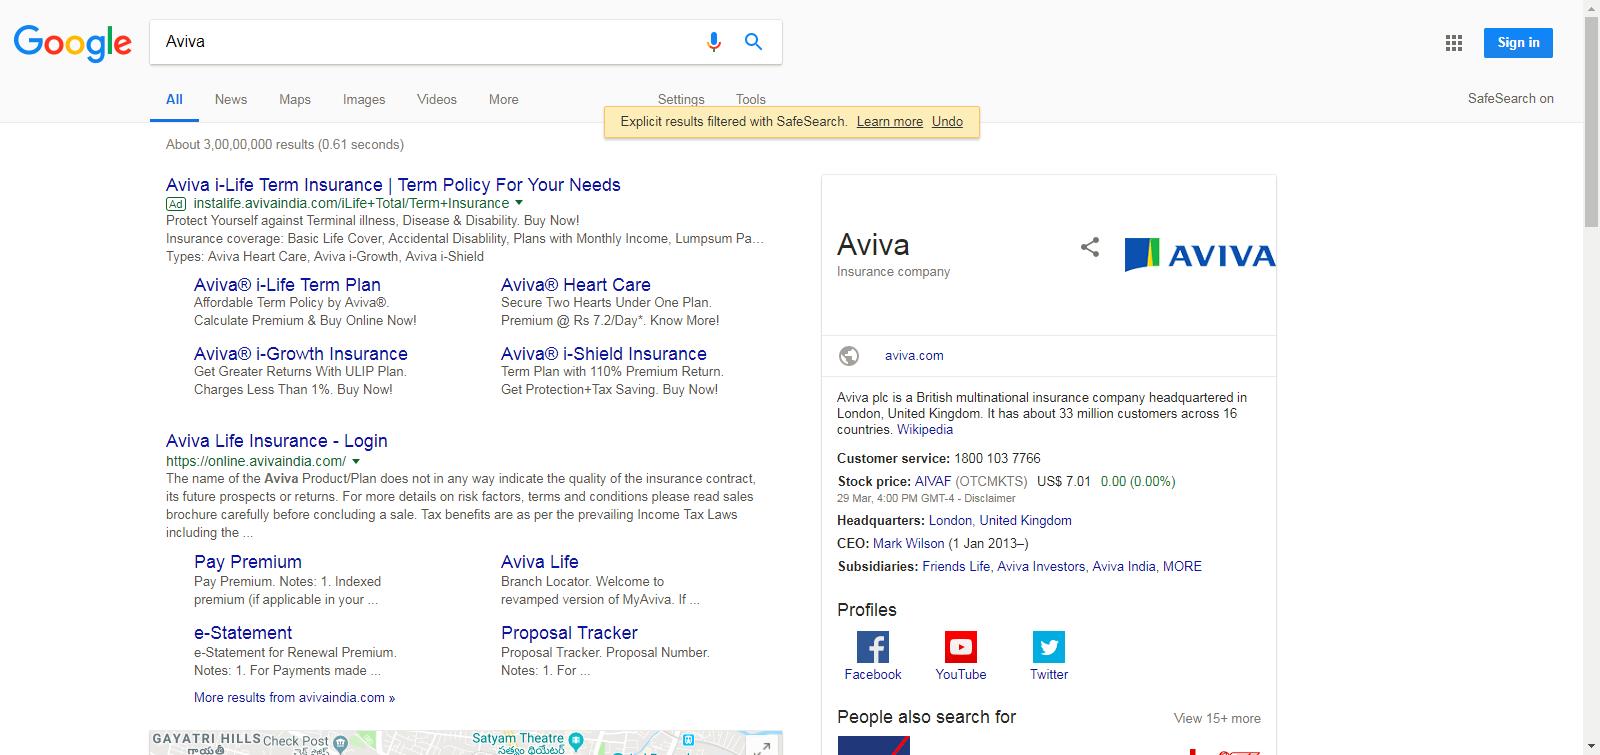 Google
Aviva
Sign in
All News Maps Images Videos More Settings Tools
SafeSearch on
Explicit results filtered with SafeSearch. Learn more Undo
About 3,00,00,000 results (0.61 seconds)
Aviva i-Life Term Insurance | Term Policy For Your Needs
Ad instalife.avivaindia.com/iLife+Total/Term+Insurance
Protect Yourself against Terminal illness, Disease & Disability. Buy Now!
Insurance coverage: Basic Life Cover, Accidental Disablility, Plans with Monthly Income, Lumpsum Pa...
Types: Aviva Heart Care, Aviva i-Growth, Aviva i-Shield
Aviva® i-Life Term Plan
Affordable Term Policy by Aviva®.
Calculate Premium & Buy Online Now!
Aviva® Heart Care
Secure Two Hearts Under One Plan.
Premium @ Rs 7.2/Day*. Know More!
Aviva® i-Growth Insurance
Get Greater Returns With ULIP Plan.
Charges Less Than 1%. Buy Now!
Aviva® i-Shield Insurance
Term Plan with 110% Premium Return.
Get Protection+Tax Saving. Buy Now!
Aviva Life Insurance - Login
https://online.avivaindia.com/
The name of the Aviva Product/Plan does not in any way indicate the quality of the insurance contract,
its future prospects or returns. For more details on risk factors, terms and conditions please read sales
brochure carefully before concluding a sale. Tax benefits are as per the prevailing Income Tax Laws
including the ...
Pay Premium
Pay Premium. Notes: 1. Indexed
premium (if applicable in your ...
Aviva Life
Branch Locator. Welcome to
revamped version of MyAviva. If ...
e-Statement
e-Statement for Renewal Premium.
Notes: 1. For Payments made ...
Proposal Tracker
Proposal Tracker. Proposal Number.
Notes: 1. For ...
More results from avivaindia.com »
GAYATRI HILLS
గాయత్రీ
Check Post
చెక్ పోస్ట్
Satyam Theatre
సత్యం థియేటర్
Aviva
Insurance company
AVIVA
aviva.com
Aviva plc is a British multinational insurance company headquartered in
London, United Kingdom. It has about 33 million customers across 16
countries. Wikipedia
Customer service: 1800 103 7766
Stock price: AIVAF (OTCMKTS) US$ 7.01 0.00 (0.00%)
29 Mar, 4:00 PM GMT-4 - Disclaimer
Headquarters: London, United Kingdom
CEO: Mark Wilson (1 Jan 2013–)
Subsidiaries: Friends Life, Aviva Investors, Aviva India, MORE
Profiles
Facebook YouTube Twitter
People also search for View 15+ more